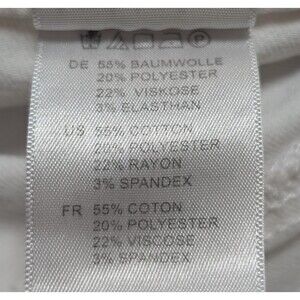 DE 55% BAUMWOLLE
20% POLYESTER
22% VISKOSE
3% ELASTHAN
US 55% COTTON
20% POLYESTER
22% RAYON
3% SPANDEX
FR 55% COTON
20% POLYESTER
22% VISCOSE
3% SPANDEX